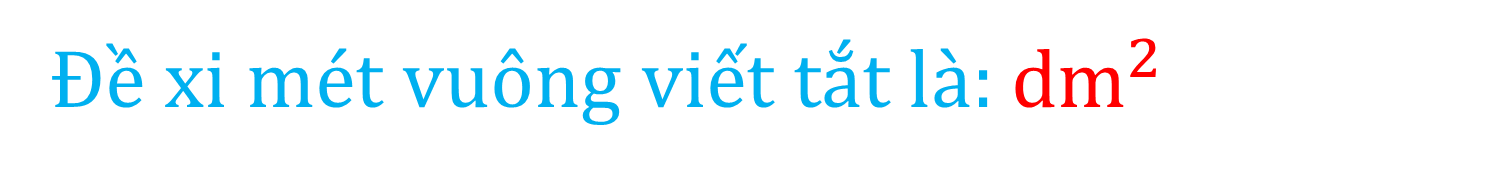 Đề xi mét vuông viết tắt là: dm²